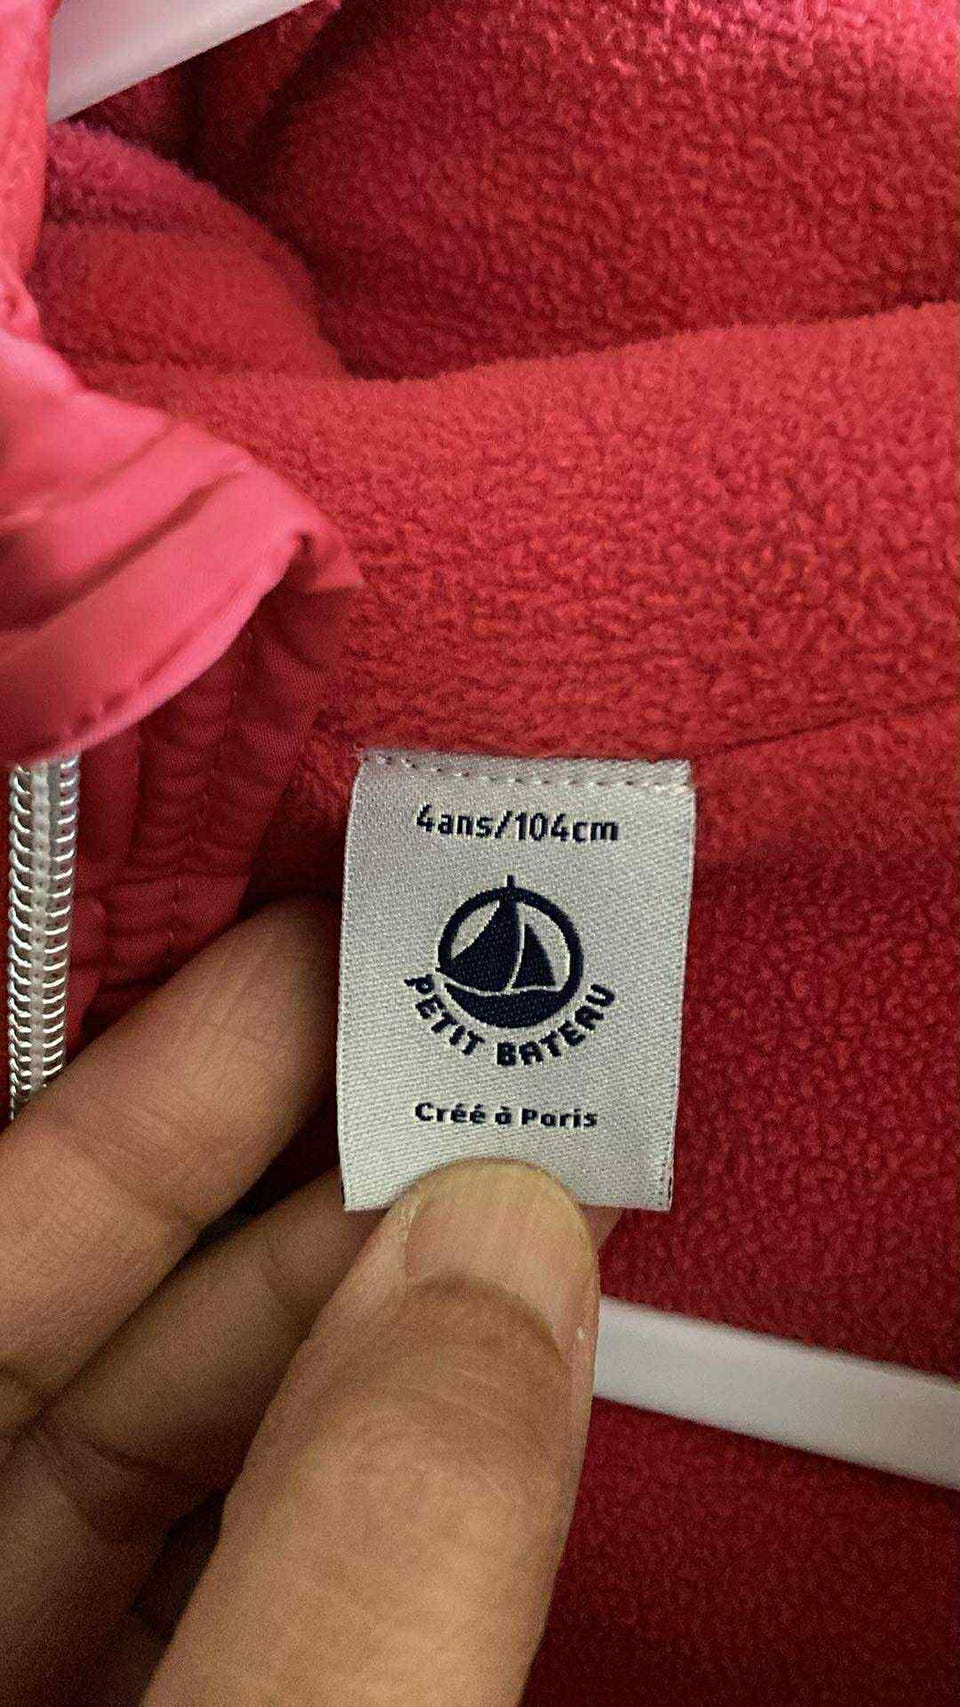 4ans/104cm
PETIT BATEAU
Créé à Paris